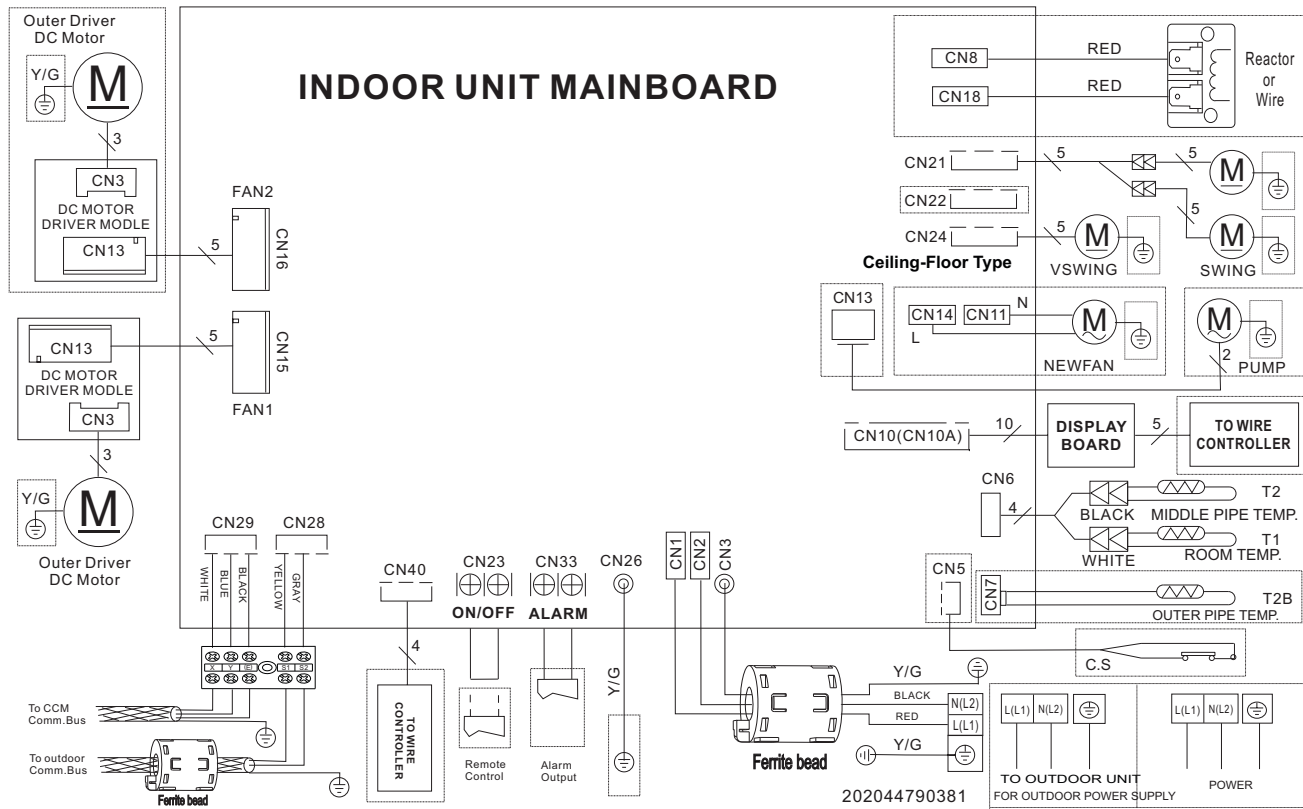 Outer Driver
DC Motor
Y/G
M
3
CN3
DC MOTOR
DRIVER MODLE
CN13
5
FAN2
CN16
INDOOR UNIT MAINBOARD
CN8
RED
CN18
RED
Reactor
or
Wire
CN21
5
5
M
CN22
5
CN24
5
M
M
Ceiling-Floor Type
VSWING
SWING
CN13
CN14
CN11
N
L
M
NEWFAN
M
2
PUMP
CN13
5
CN15
DC MOTOR
DRIVER MODLE
CN3
FAN1
3
Y/G
M
Outer Driver
DC Motor
CN10(CN10A)
10
DISPLAY
BOARD
5
TO WIRE
CONTROLLER
CN6
4
BLACK
T2
MIDDLE PIPE TEMP.
WHITE
T1
ROOM TEMP.
CN5
CN7
T2B
OUTER PIPE TEMP.
C.S
CN29
CN28
WHITE
BLUE
BLACK
YELLOW
GRAY
X
Y
(E)
S1
S2
To CCM
Comm.Bus
To outdoor
Comm.Bus
Ferrite bead
CN40
4
TO WIRE
CONTROLLER
CN23
ON/OFF
Remote
Control
CN33
ALARM
Alarm
Output
CN26
Y/G
CN1
CN2
CN3
Ferrite bead
Y/G
BLACK
N(L2)
RED
L(L1)
Y/G
202044790381
L(L1)
N(L2)
TO OUTDOOR UNIT
FOR OUTDOOR POWER SUPPLY
L(L1)
N(L2)
POWER